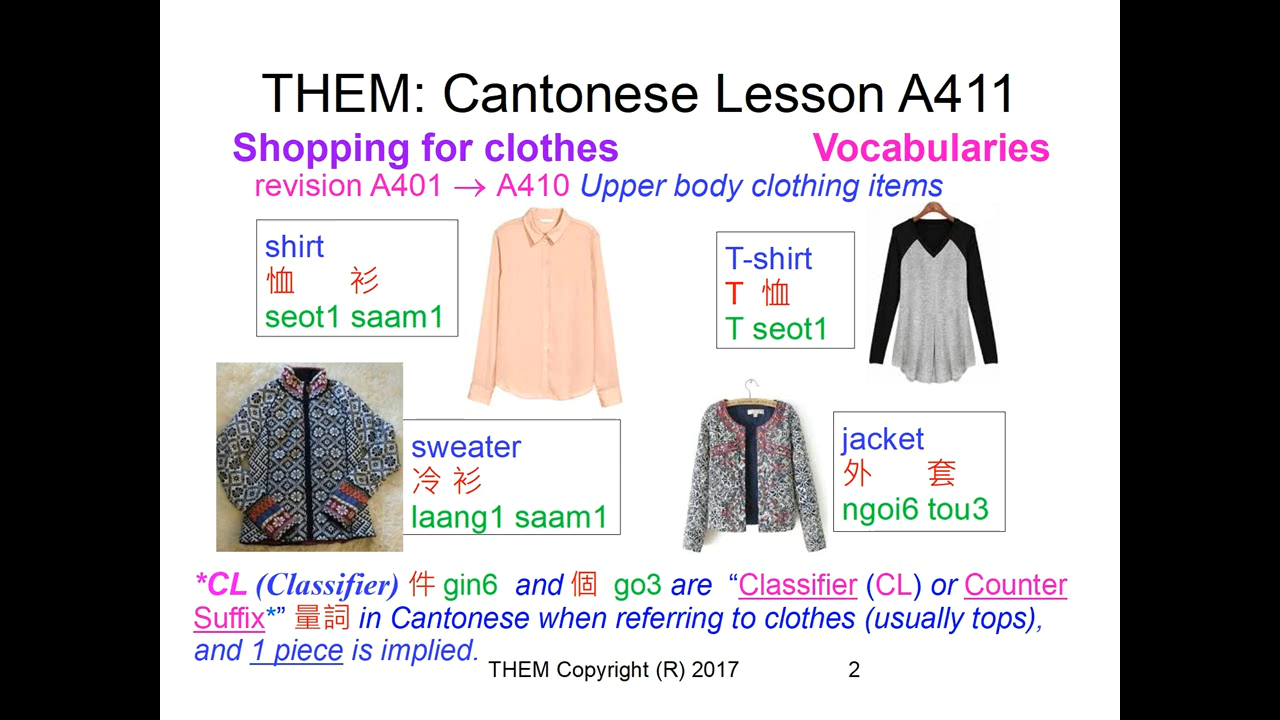 THEM: Cantonese Lesson A411
Shopping for clothes Vocabularies
revision A401 → A410 Upper body clothing items
shirt
恤 衫
seot1 saam1
T-shirt
T 恤
T seot1
sweater
冷 衫
laang1 saam1
jacket
外 套
ngoi6 tou3
*CL (Classifier) 件 gin6 and 個 go3 are “Classifier (CL) or Counter
Suffix*” 量詞 in Cantonese when referring to clothes (usually tops),
and 1 piece is implied.
THEM Copyright (R) 2017 2